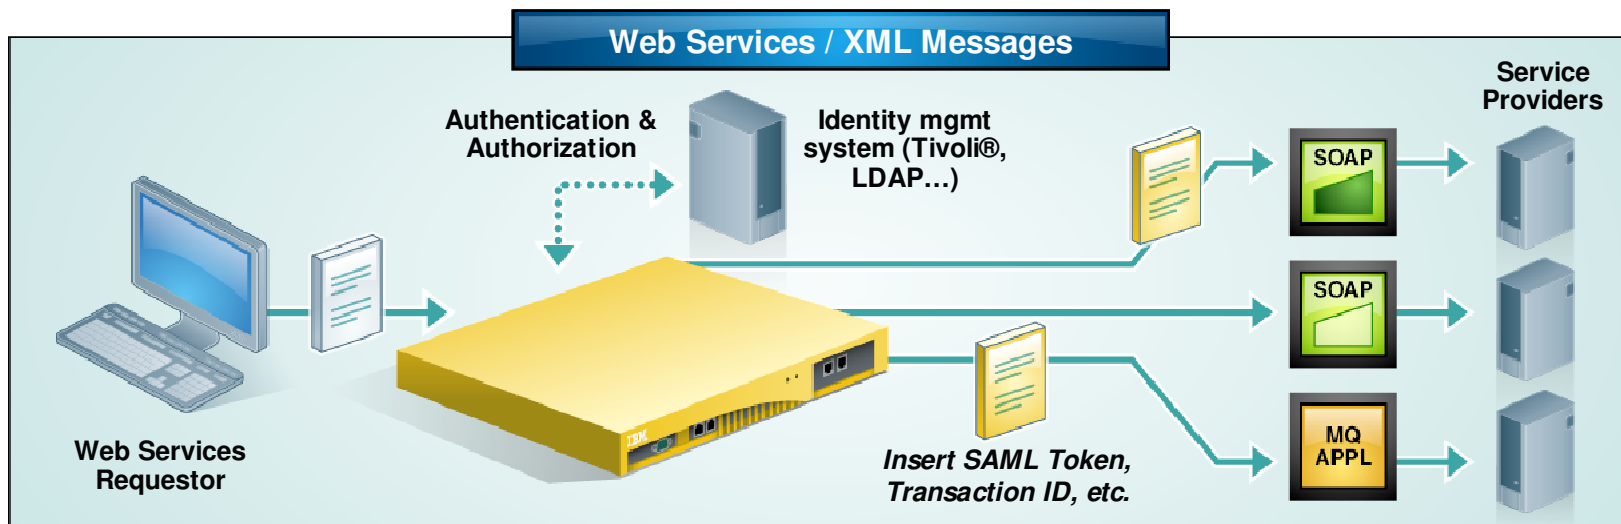 Web Services / XML Messages
Authentication &
Authorization
Identity mgmt
system (Tivoli®,
LDAP…)
Service
Providers
SOAP
SOAP
MQ
APPL
IBM
Web Services
Requestor
Insert SAML Token,
Transaction ID, etc.